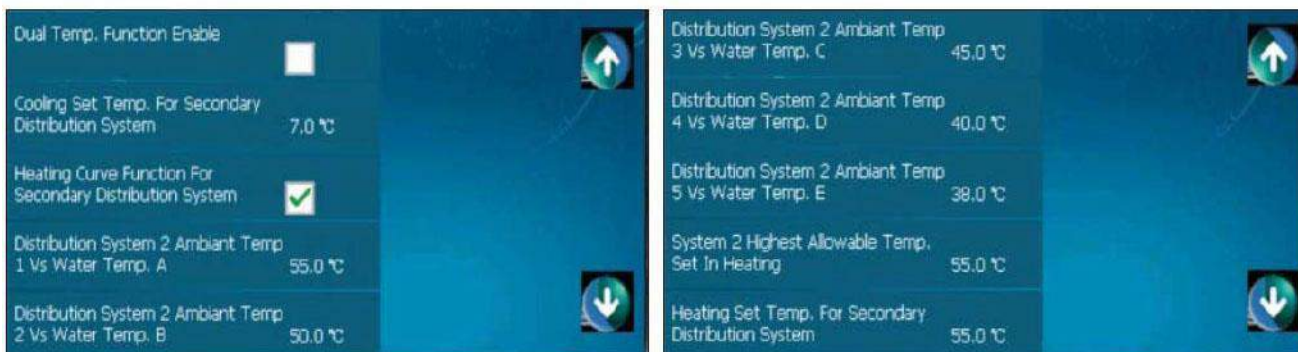 Dual Temp. Function Enable
Cooling Set Temp. For Secondary
Distribution System 7.0 ℃
Heating Curve Function For
Secondary Distribution System
Distribution System 2 Ambiant Temp
1 Vs Water Temp. A 55.0 ℃
Distribution System 2 Ambiant Temp
2 Vs Water Temp. B 50.0 ℃
Distribution System 2 Ambiant Temp
3 Vs Water Temp. C 45.0 ℃
Distribution System 2 Ambiant Temp
4 Vs Water Temp. D 40.0 ℃
Distribution System 2 Ambiant Temp
5 Vs Water Temp. E 38.0 ℃
System 2 Highest Allowable Temp.
Set In Heating 55.0 ℃
Heating Set Temp. For Secondary
Distribution System 55.0 ℃